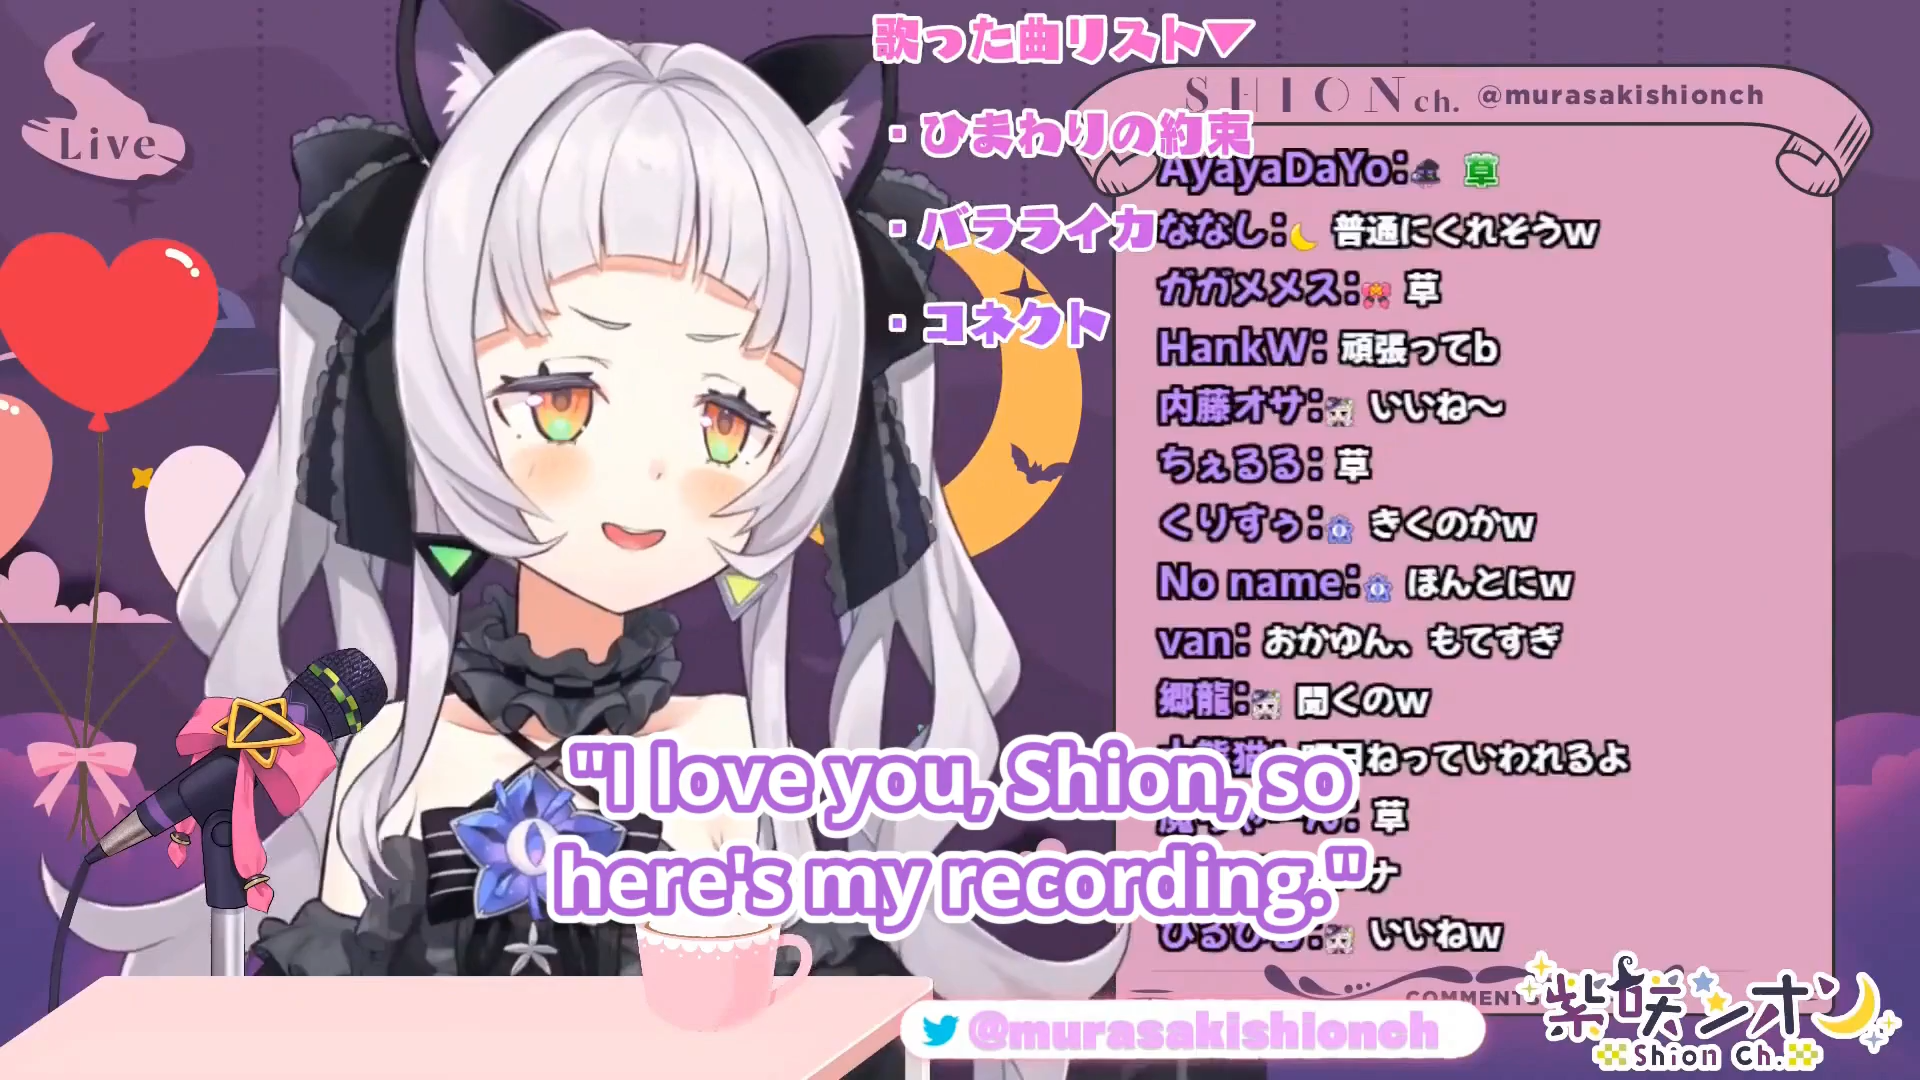 Live
歌った曲リスト▼
・ひまわりの約束
・バラライカ
・コネクト
SHION ch. @murasakishionch
AyayaDaYo: 草
ななし: 普通にくれそうw
ガガメメス: 草
HankW: 頑張ってb
内藤オサ: いいね～
ちぇるる: 草
くりすぅ: きくのかw
No name: ほんとにw
van: おかゆん、もてすぎ
郷龍: 聞くのw
ねっていわれるよ
草
ナ
いいねw
"I love you, Shion, so
here's my recording."
COMMENTS
@murasakishionch
紫咲シオン
Shion Ch.